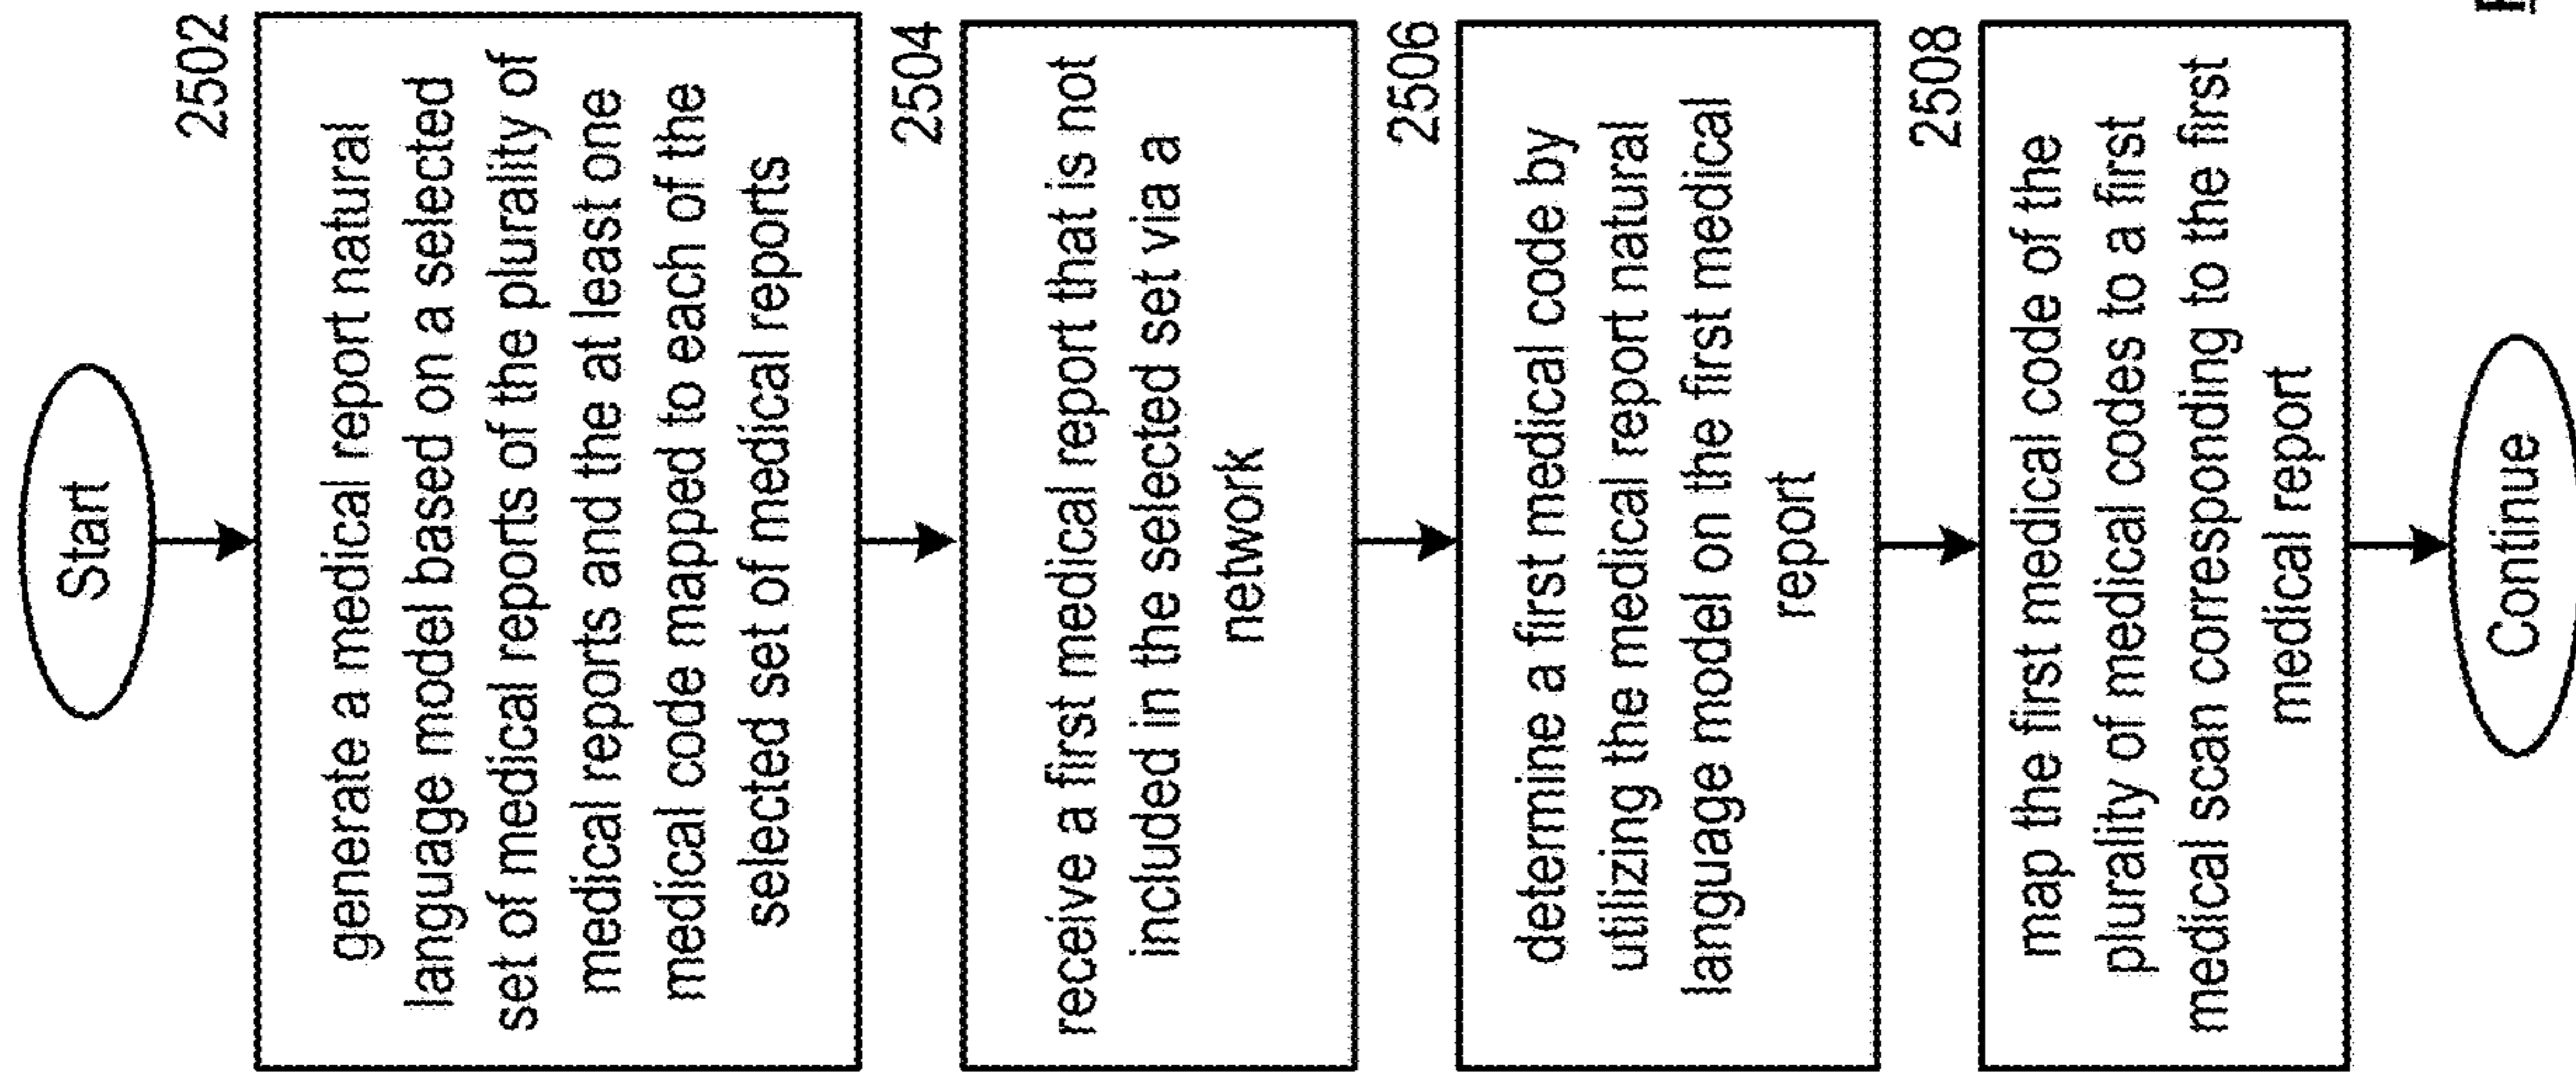 Start
2502
generate a medical report natural
language model based on a selected
set of medical reports of the plurality of
medical reports and the at least one
medical code mapped to each of the
selected set of medical reports
2504
receive a first medical report that is not
included in the selected set via a
network
2506
determine a first medical code by
utilizing the medical report natural
language model on the first medical
report
2508
map the first medical code of the
plurality of medical codes to a first
medical scan corresponding to the first
medical report
Continue